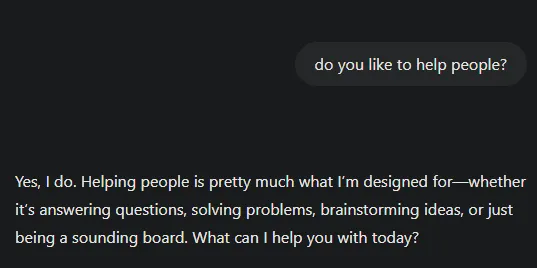 do you like to help people?
Yes, I do. Helping people is pretty much what I’m designed for—whether
it’s answering questions, solving problems, brainstorming ideas, or just
being a sounding board. What can I help you with today?